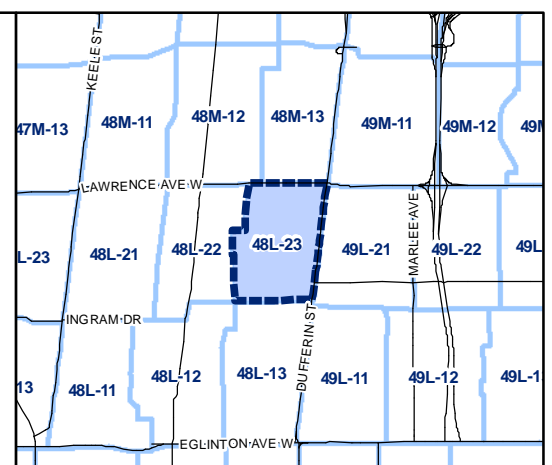 KEELE ST
47M-13
48M-11
48M-12
48M-13
49M-11
49M-12
49M
LAWRENCE AVE W
L-23
48L-21
48L-22
48L-23
49L-21
MARLEE AVE
49L-22
49L
INGRAM DR
13
48L-11
48L-12
48L-13
DUFFERIN ST
49L-11
49L-12
49L-1
EGLINTON AVE W